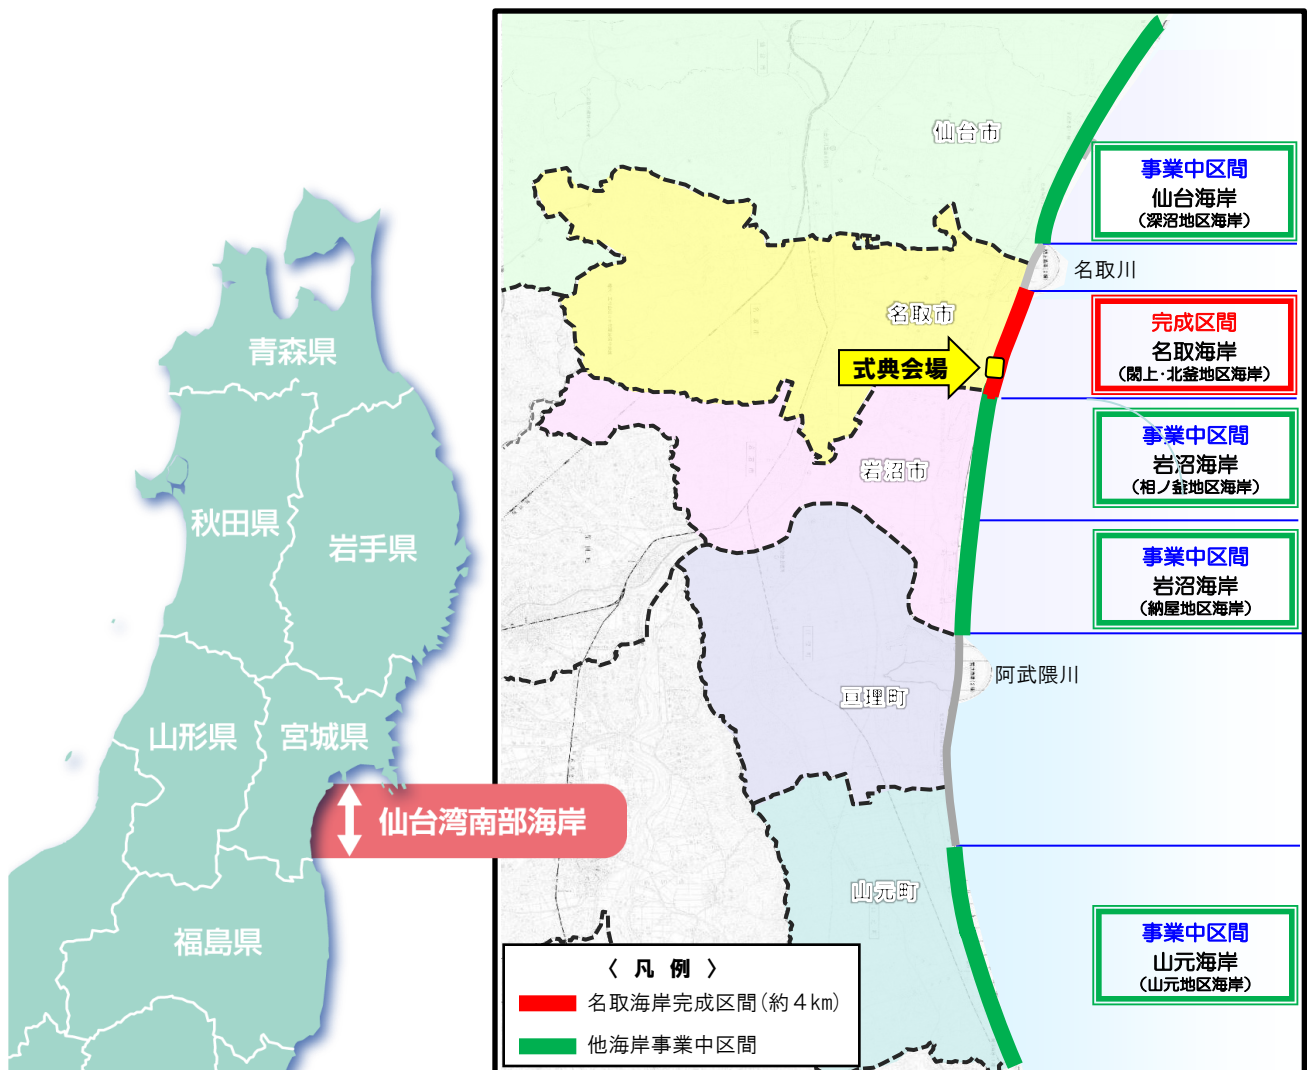 青森県
秋田県
岩手県
山形県
宮城県
仙台湾南部海岸
福島県
仙台市
事業中区間
仙台海岸
(深沼地区海岸)
名取川
名取市
完成区間
名取海岸
(閖上・北釜地区海岸)
式典会場
岩沼市
事業中区間
岩沼海岸
(相ノ釜地区海岸)
事業中区間
岩沼海岸
(納屋地区海岸)
阿武隈川
亘理町
山元町
事業中区間
山元海岸
(山元地区海岸)
〈 凡 例 〉
名取海岸完成区間(約4km)
他海岸事業中区間